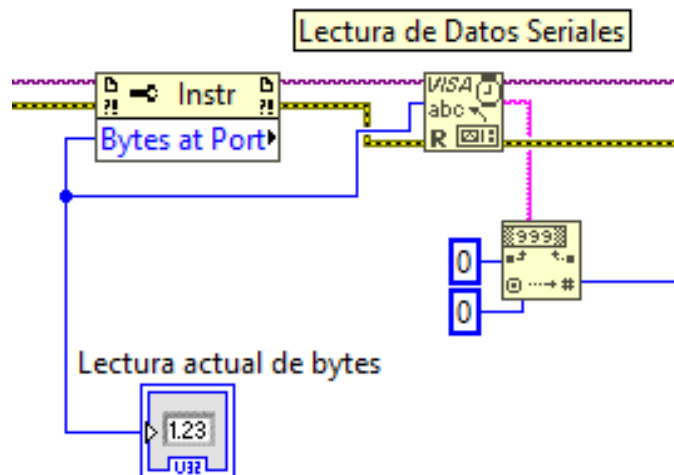 Lectura de Datos Seriales
Instr
VISA
abc
Bytes at Port
R
999
0
#
0
Lectura actual de bytes
1.23
U32